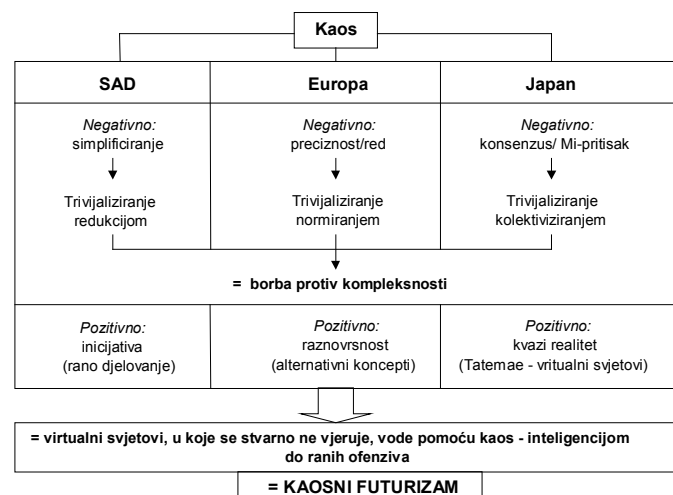 Kaos
SAD
Europa
Japan
Negativno:
simplificiranje
Negativno:
preciznost/red
Negativno:
konsenzus/ Mi-pritisak
Trivijaliziranje
redukcijom
Trivijaliziranje
normiranjem
Trivijaliziranje
kolektiviziranjem
= borba protiv kompleksnosti
Pozitivno:
inicijativa
(rano djelovanje)
Pozitivno:
raznovrsnost
(alternativni koncepti)
Pozitivno:
kvazi realitet
(Tatemae - vritualni svjetovi)
= virtualni svjetovi, u koje se stvarno ne vjeruje, vode pomoću kaos - inteligencijom
do ranih ofenziva
= KAOSNI FUTURIZAM